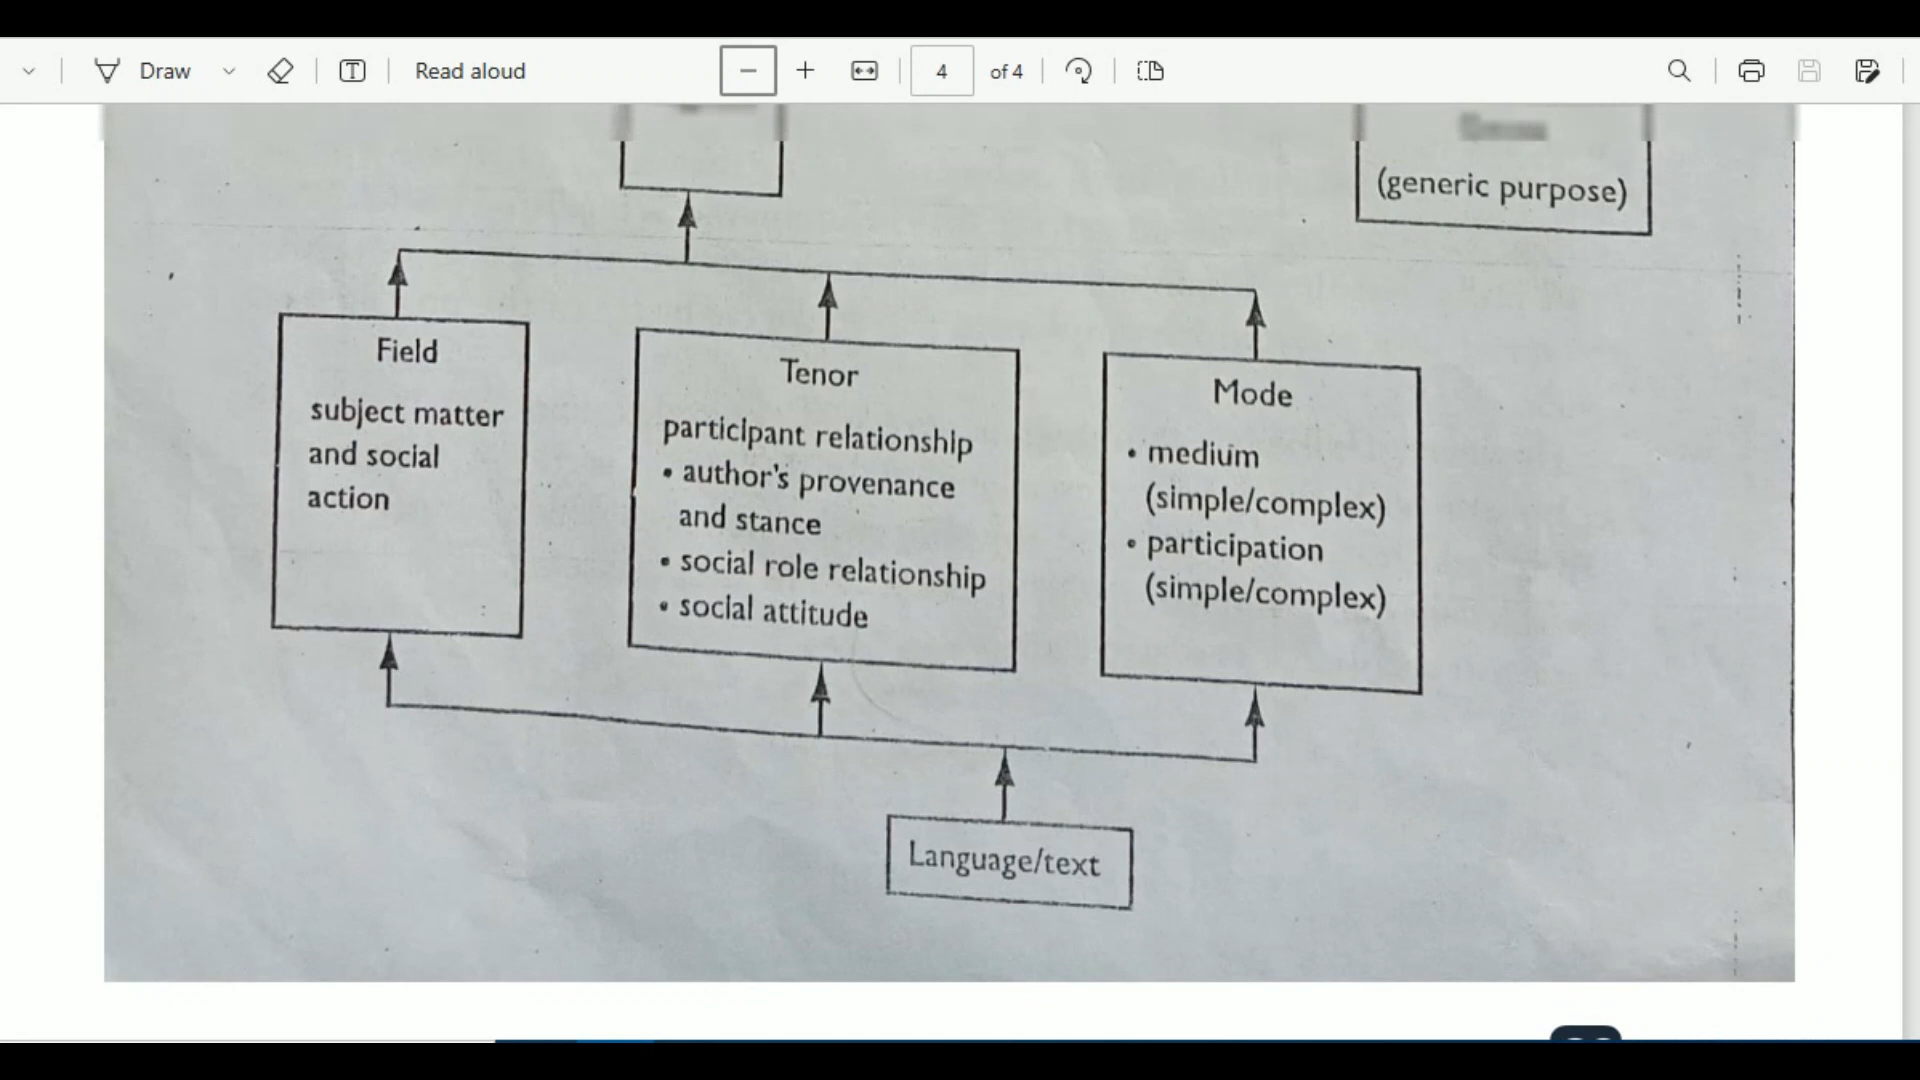 Draw
Read aloud
4
of 4
(generic purpose)
Field
subject matter
and social
action
Tenor
participant relationship
• author's provenance
and stance
• social role relationship
• social attitude
Mode
• medium
(simple/complex)
• participation
(simple/complex)
Language/text